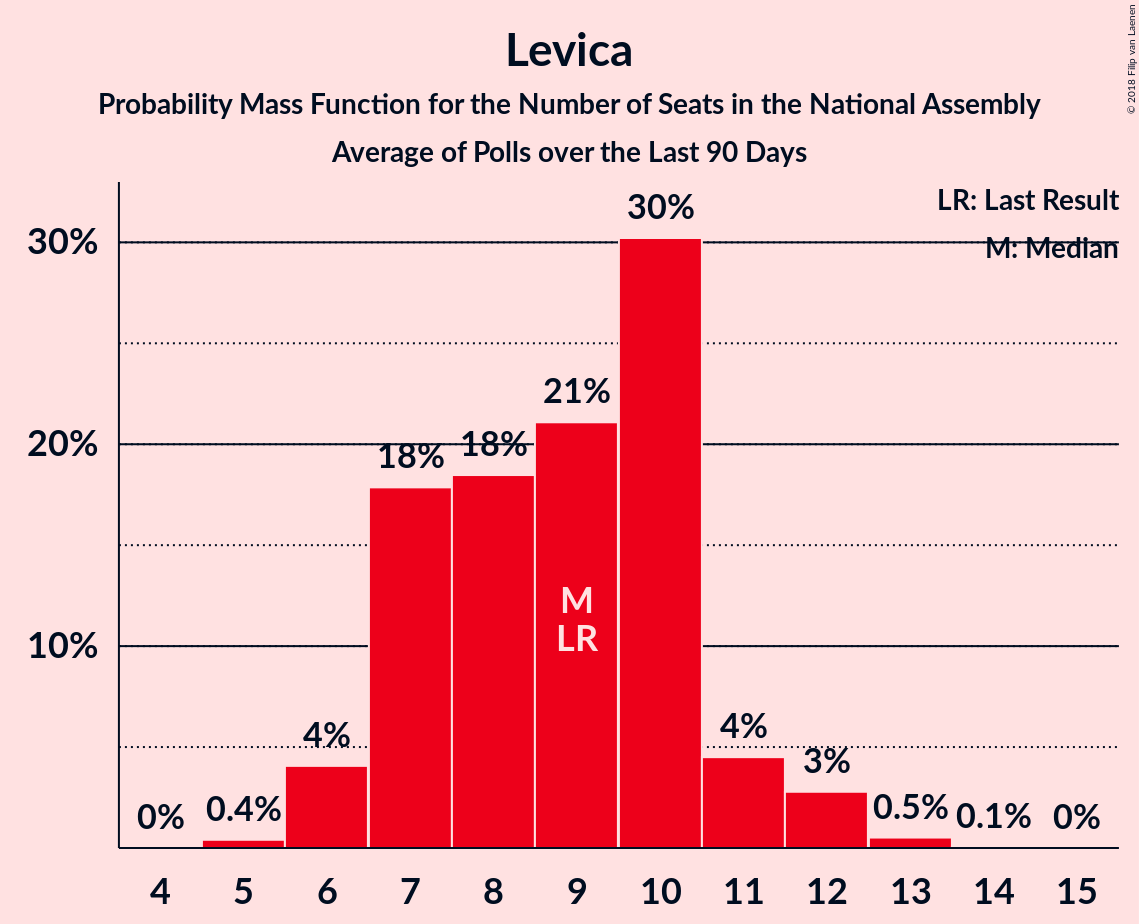 Levica
Probability Mass Function for the Number of Seats in the National Assembly
Average of Polls over the Last 90 Days
© 2018 Filip van Laenen
LR: Last Result
M: Median
30%
20%
10%
0%
0.4%
4%
18%
18%
21%
30%
4%
3%
0.5%
0.1%
0%
M
LR
4 5 6 7 8 9 10 11 12 13 14 15